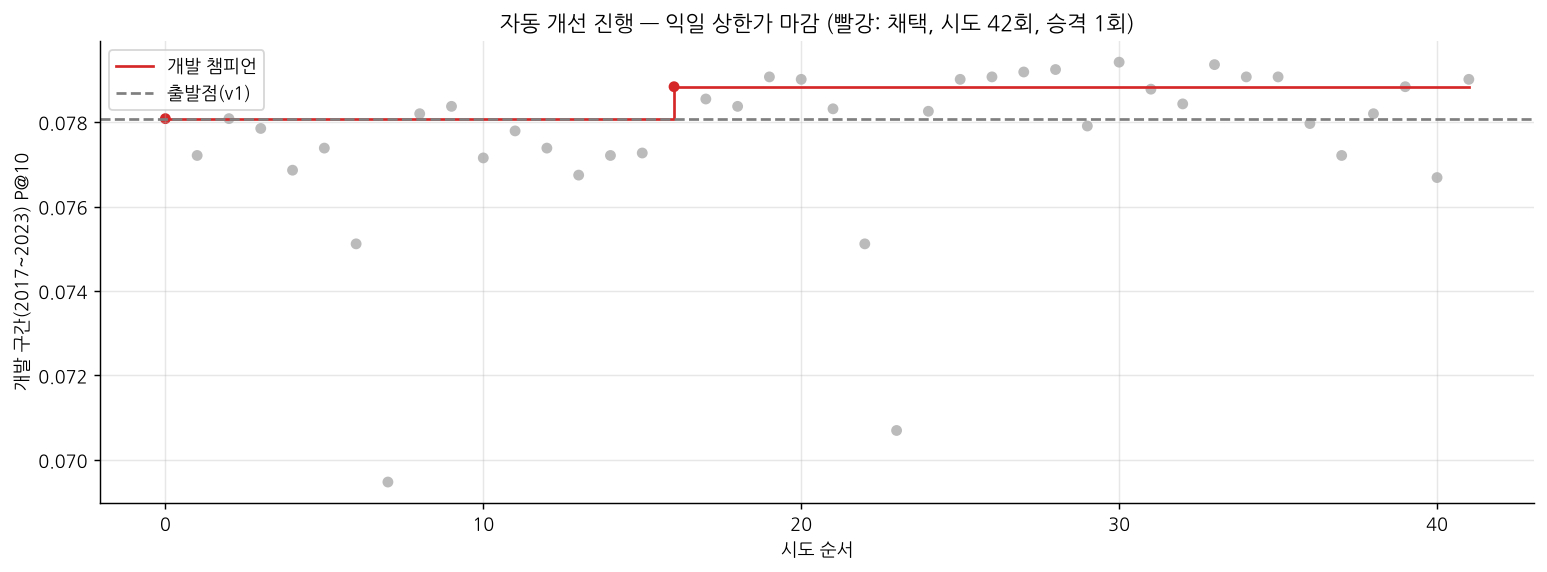 자동 개선 진행 — 익일 상한가 마감 (빨강: 채택, 시도 42회, 승격 1회)
개발 챔피언
출발점(v1)
개발 구간(2017~2023) P@10
0.078
0.076
0.074
0.072
0.070
0
10
20
30
40
시도 순서